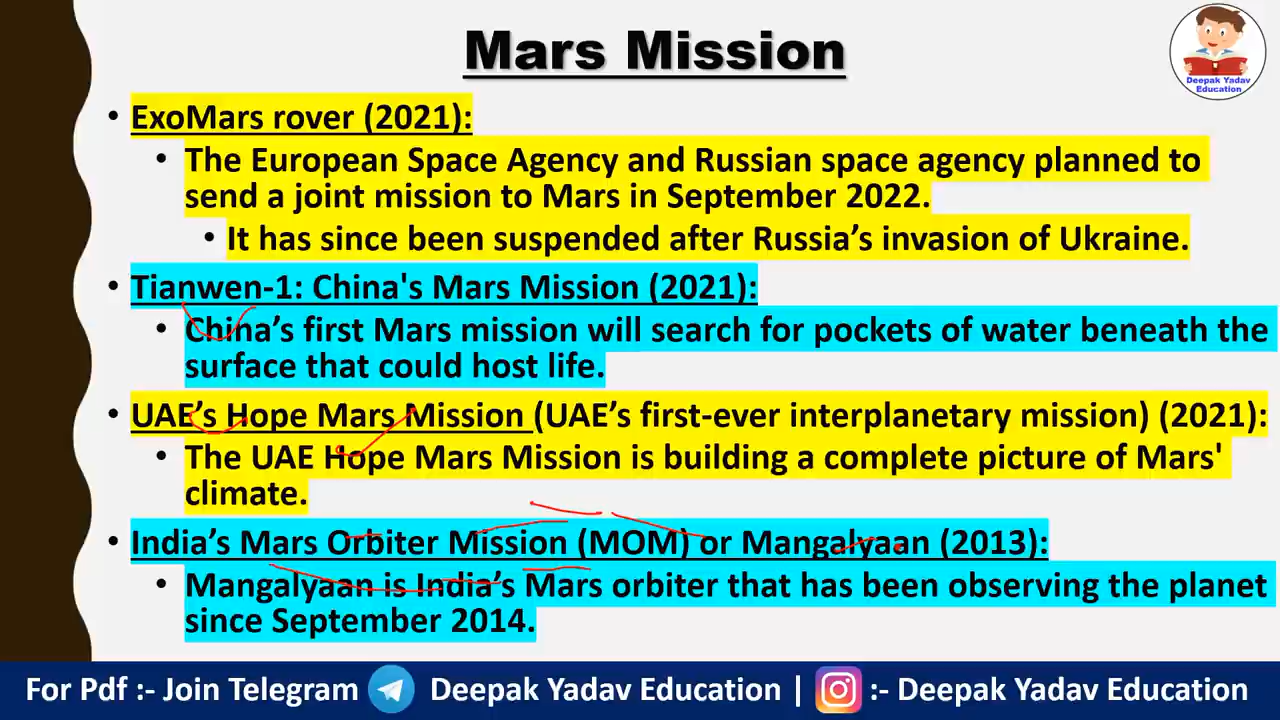 Mars Mission
Deepak Yadav
Education
• ExoMars rover (2021):
• The European Space Agency and Russian space agency planned to
send a joint mission to Mars in September 2022.
• It has since been suspended after Russia’s invasion of Ukraine.
• Tianwen-1: China's Mars Mission (2021):
• China’s first Mars mission will search for pockets of water beneath the
surface that could host life.
• UAE’s Hope Mars Mission (UAE’s first-ever interplanetary mission) (2021):
• The UAE Hope Mars Mission is building a complete picture of Mars'
climate.
• India’s Mars Orbiter Mission (MOM) or Mangalyaan (2013):
• Mangalyaan is India’s Mars orbiter that has been observing the planet
since September 2014.
For Pdf :- Join Telegram Deepak Yadav Education | :- Deepak Yadav Education